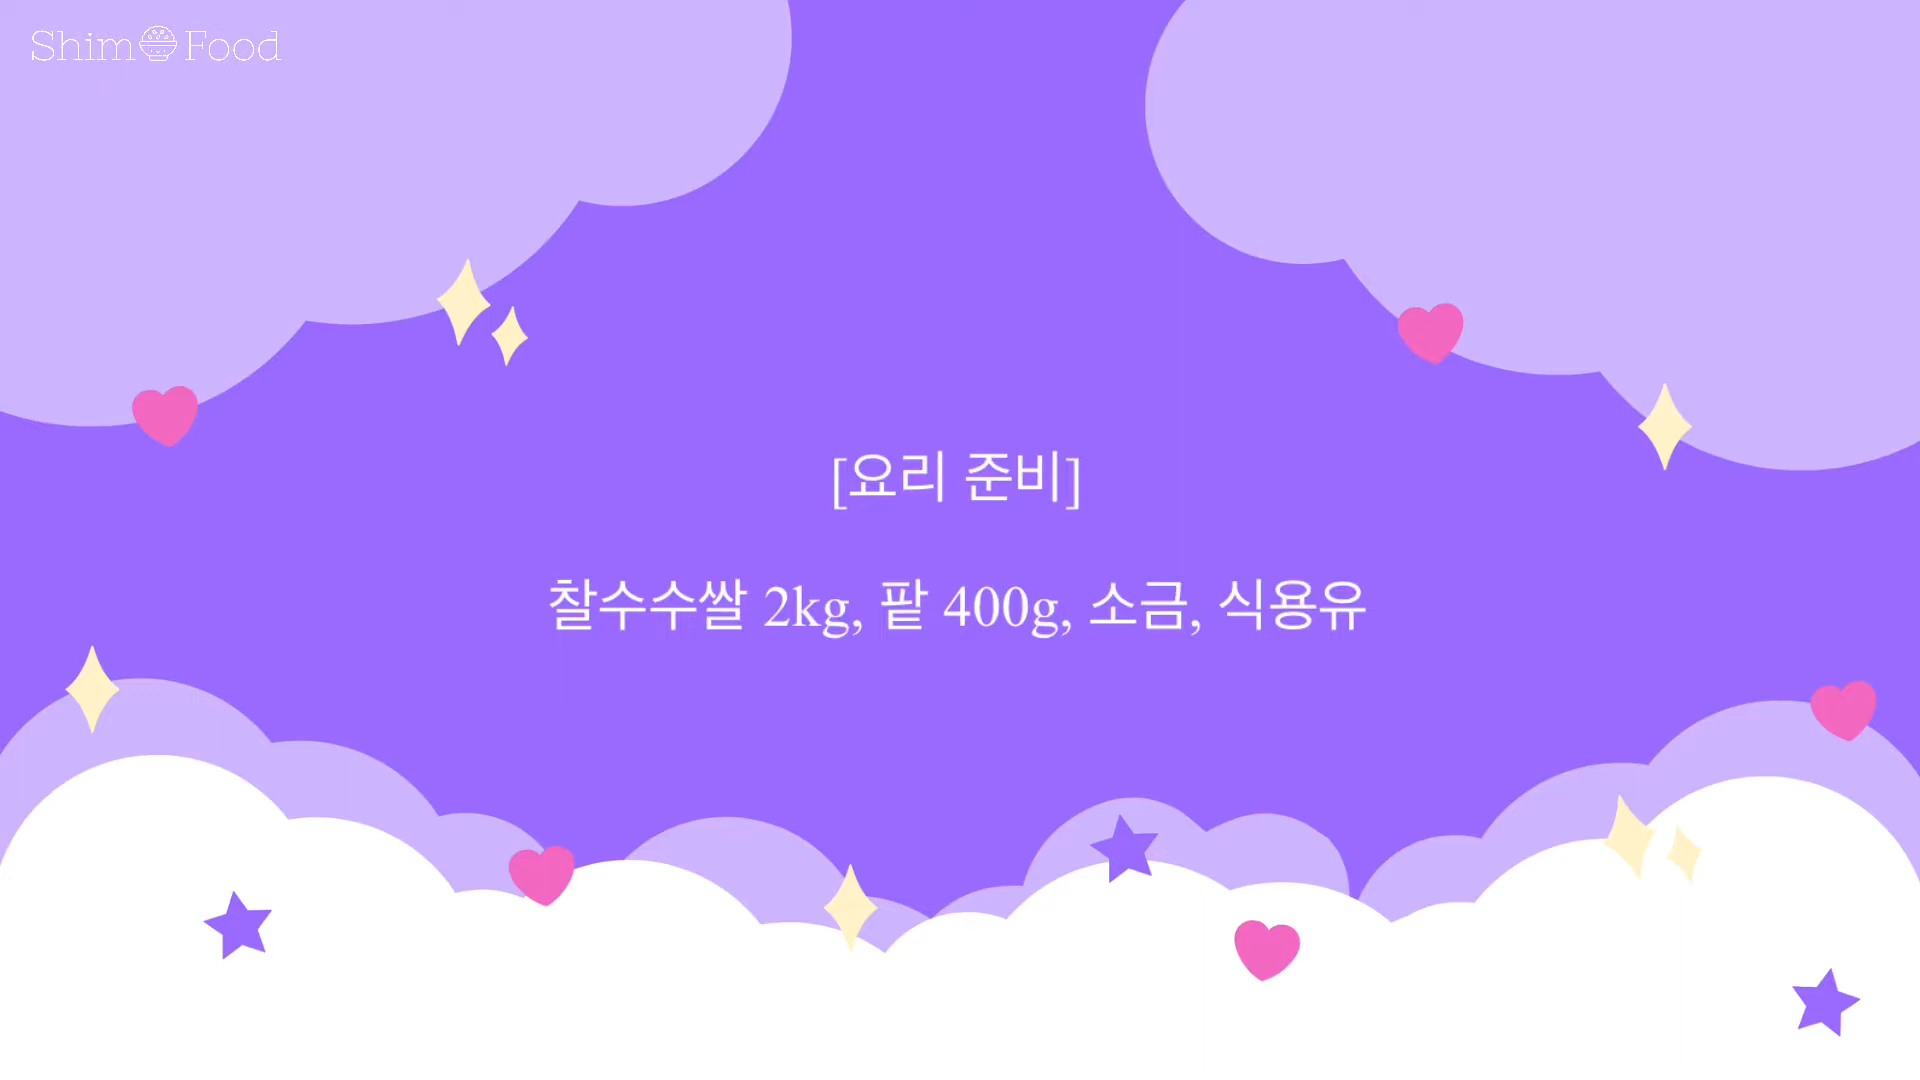 Shim Food
[요리 준비]
찰수수쌀 2kg, 팥 400g, 소금, 식용유